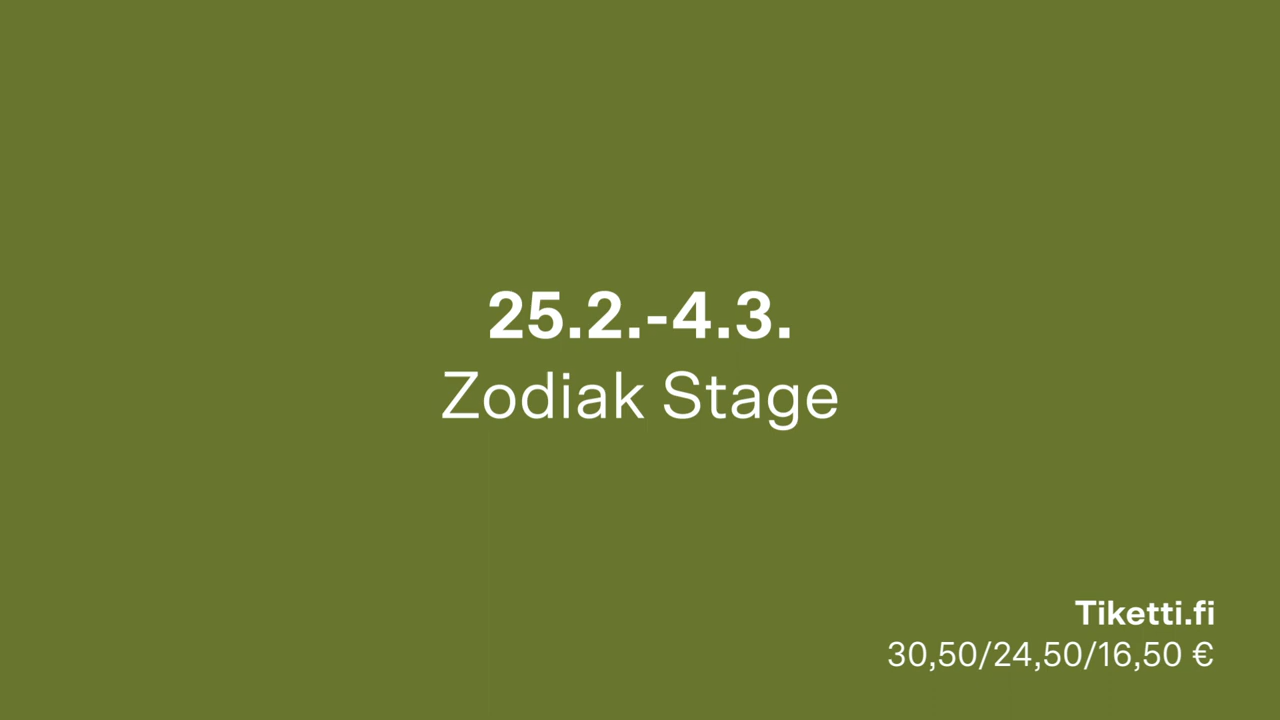 25.2.-4.3.
Zodiak Stage
Tiketti.fi
30,50/24,50/16,50 €